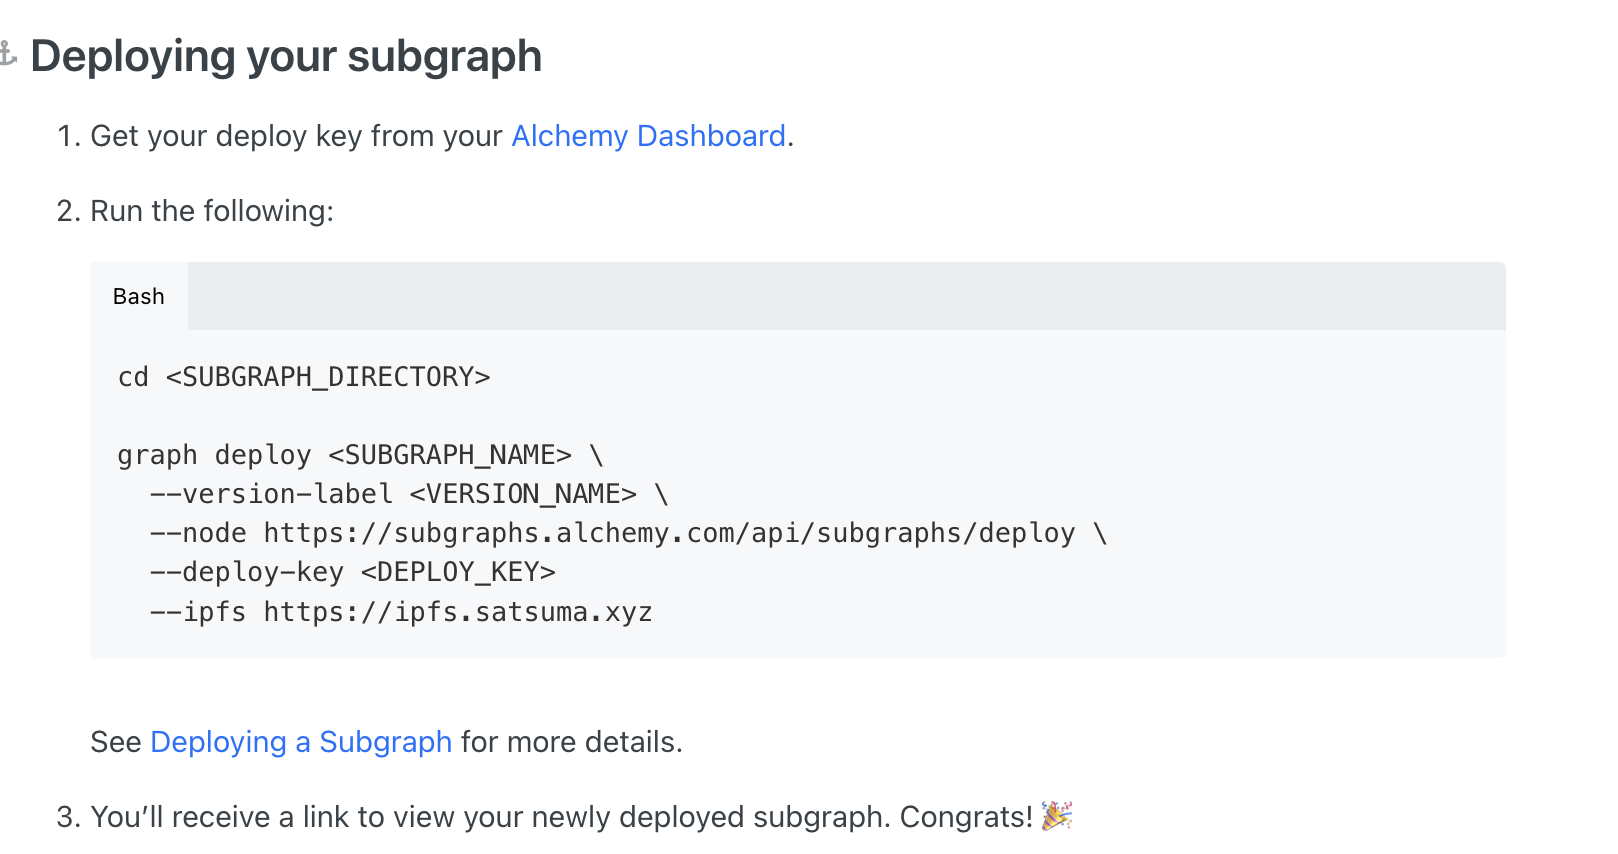 Deploying your subgraph
1. Get your deploy key from your Alchemy Dashboard.
2. Run the following:
Bash
cd <SUBGRAPH_DIRECTORY>
graph deploy <SUBGRAPH_NAME> \
--version-label <VERSION_NAME> \
--node https://subgraphs.alchemy.com/api/subgraphs/deploy \
--deploy-key <DEPLOY_KEY>
--ipfs https://ipfs.satsuma.xyz
See Deploying a Subgraph for more details.
3. You’ll receive a link to view your newly deployed subgraph. Congrats! 🎉